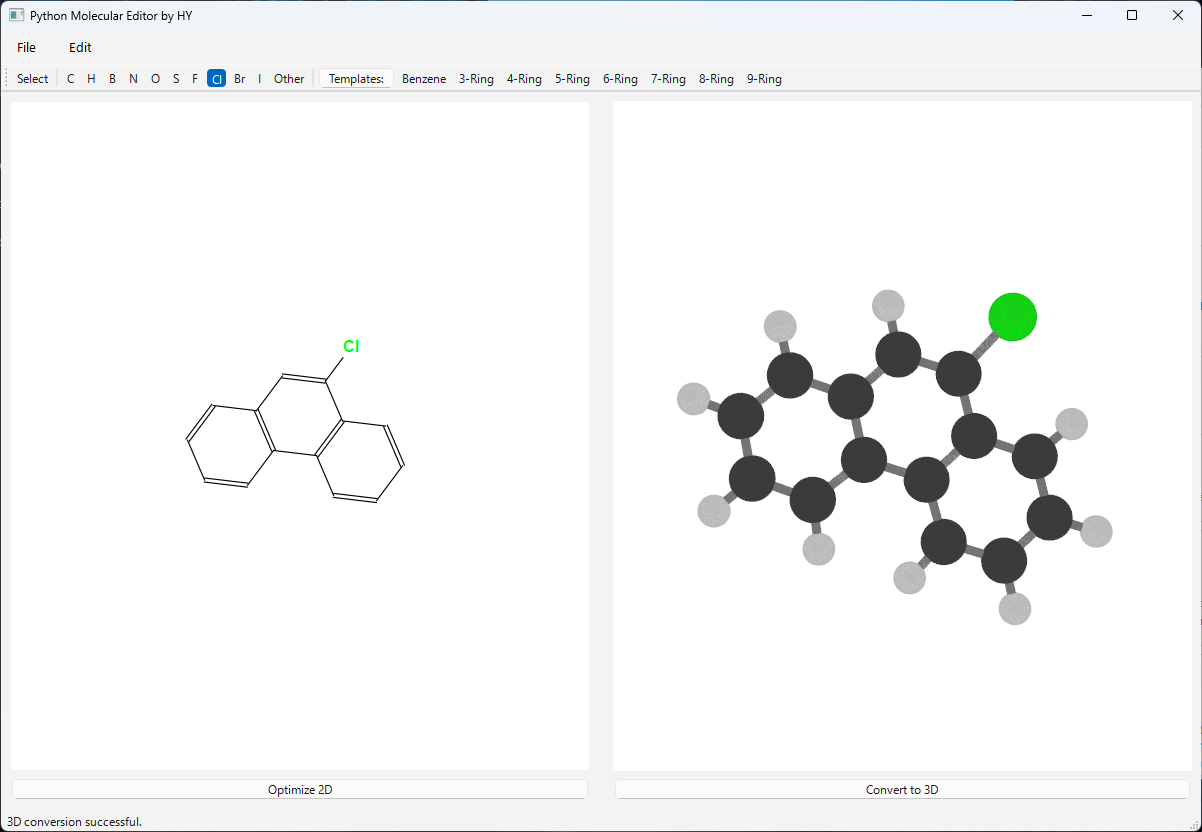 Python Molecular Editor by HY
File Edit
Select C H B N O S F Cl Br I Other Templates: Benzene 3-Ring 4-Ring 5-Ring 6-Ring 7-Ring 8-Ring 9-Ring
Cl
Optimize 2D Convert to 3D
3D conversion successful.